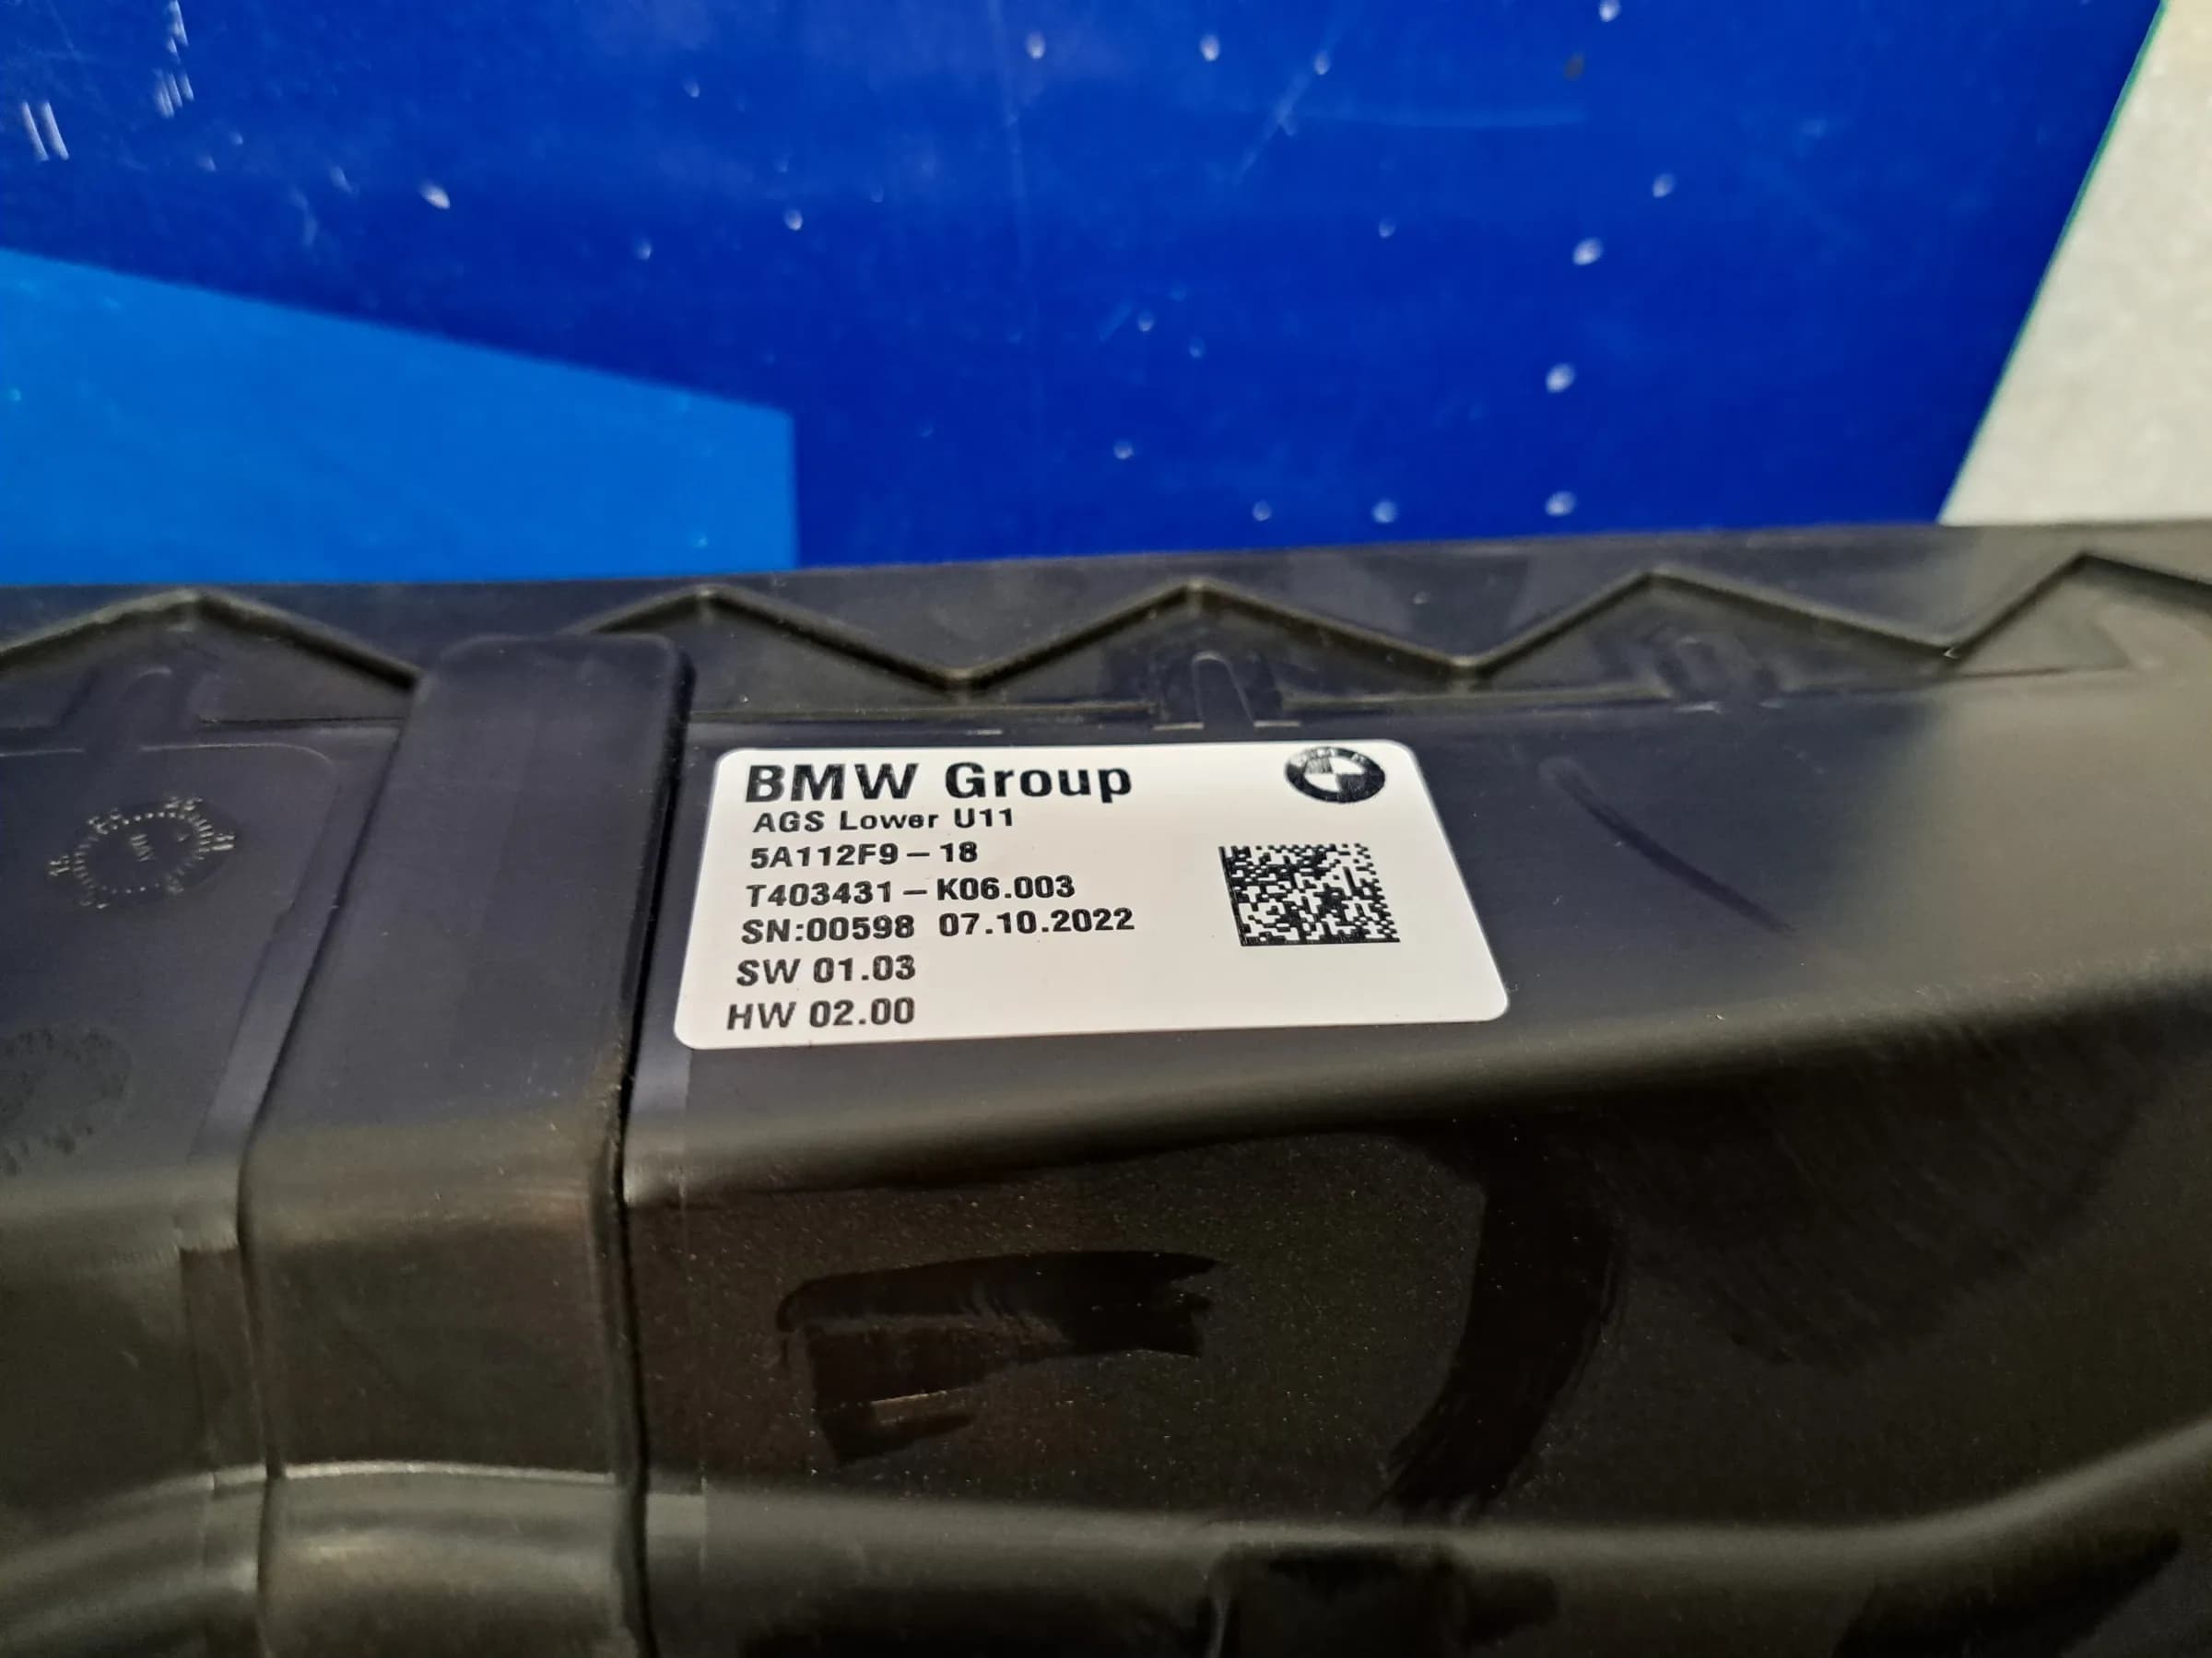 BMW Group
AGS Lower U11
5A112F9-18
T403431-K06.003
SN:00598 07.10.2022
SW 01.03
HW 02.00